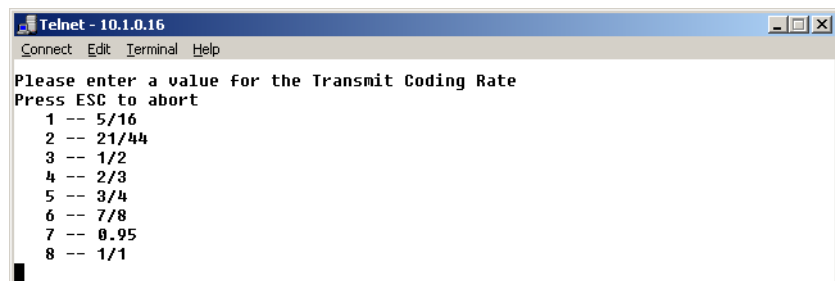 Telnet - 10.1.0.16
Connect Edit Terminal Help
Please enter a value for the Transmit Coding Rate
Press ESC to abort
1 -- 5/16
2 -- 21/44
3 -- 1/2
4 -- 2/3
5 -- 3/4
6 -- 7/8
7 -- 0.95
8 -- 1/1